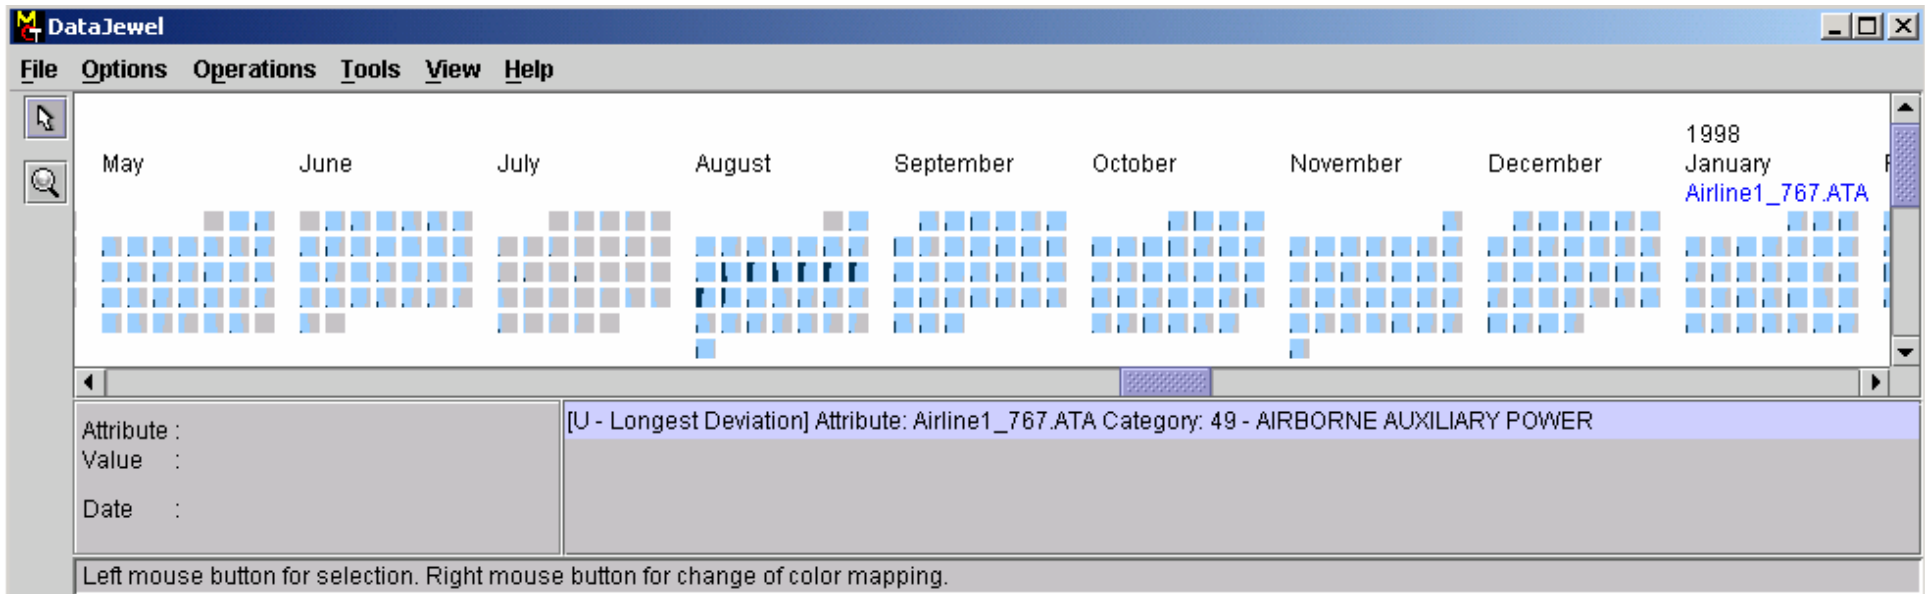 DataJewel
File Options Operations Tools View Help
1998
May June July August September October November December January
Airline1_767.ATA
Attribute :
Value :
Date :
[U - Longest Deviation] Attribute: Airline1_767.ATA Category: 49 - AIRBORNE AUXILIARY POWER
Left mouse button for selection. Right mouse button for change of color mapping.